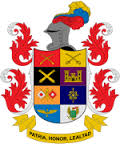 PATRIA, HONOR, LEALTAD